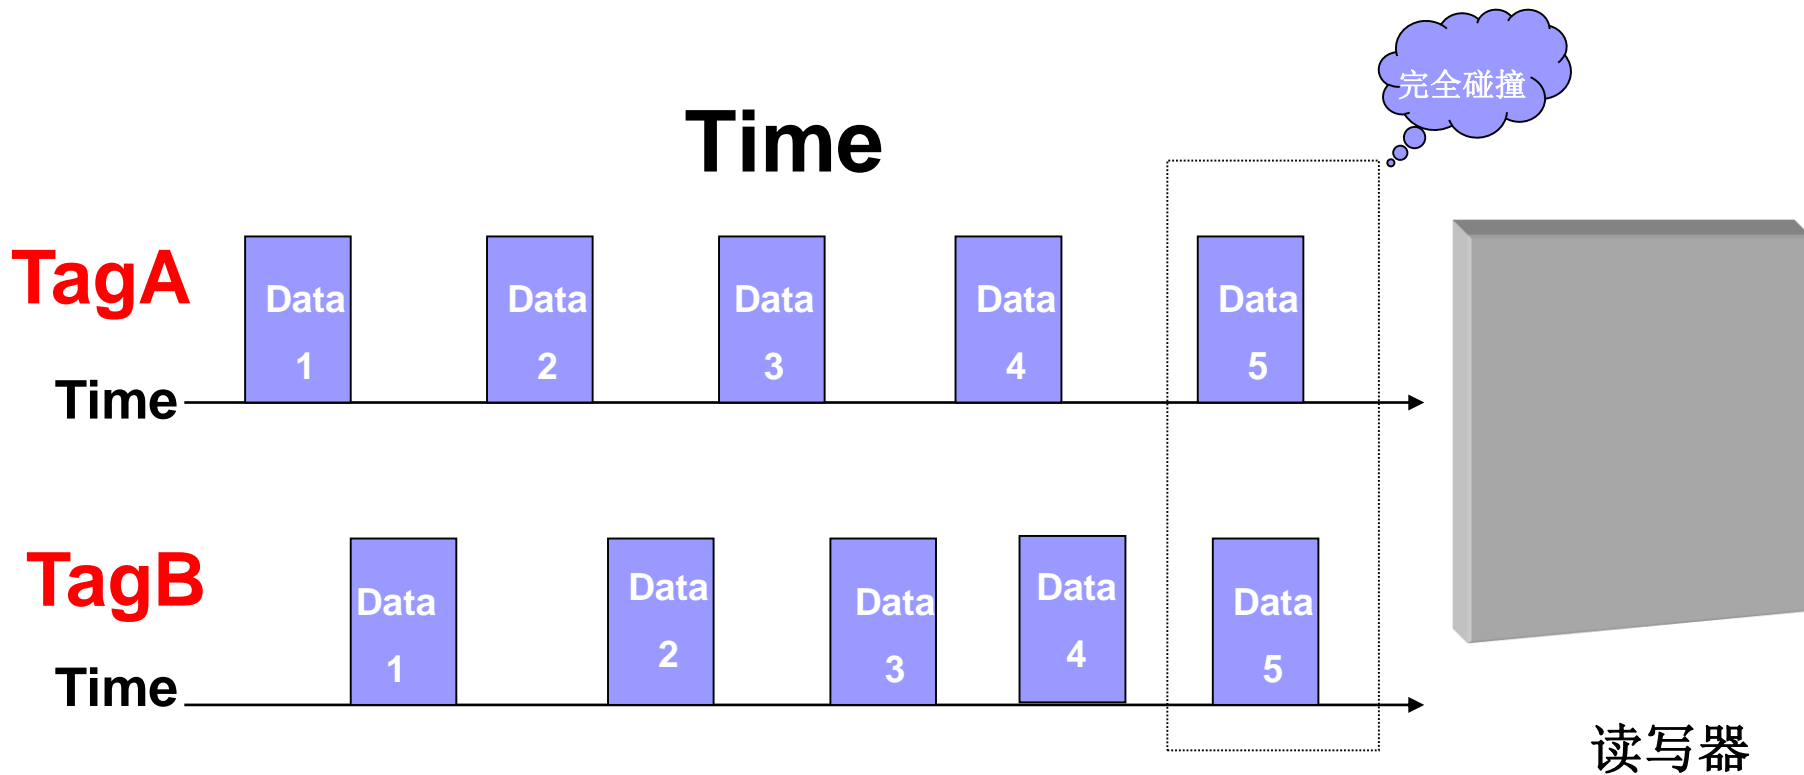 完全碰撞
Time
TagA
Data 1
Data 2
Data 3
Data 4
Data 5
Time
TagB
Data 1
Data 2
Data 3
Data 4
Data 5
Time
读写器